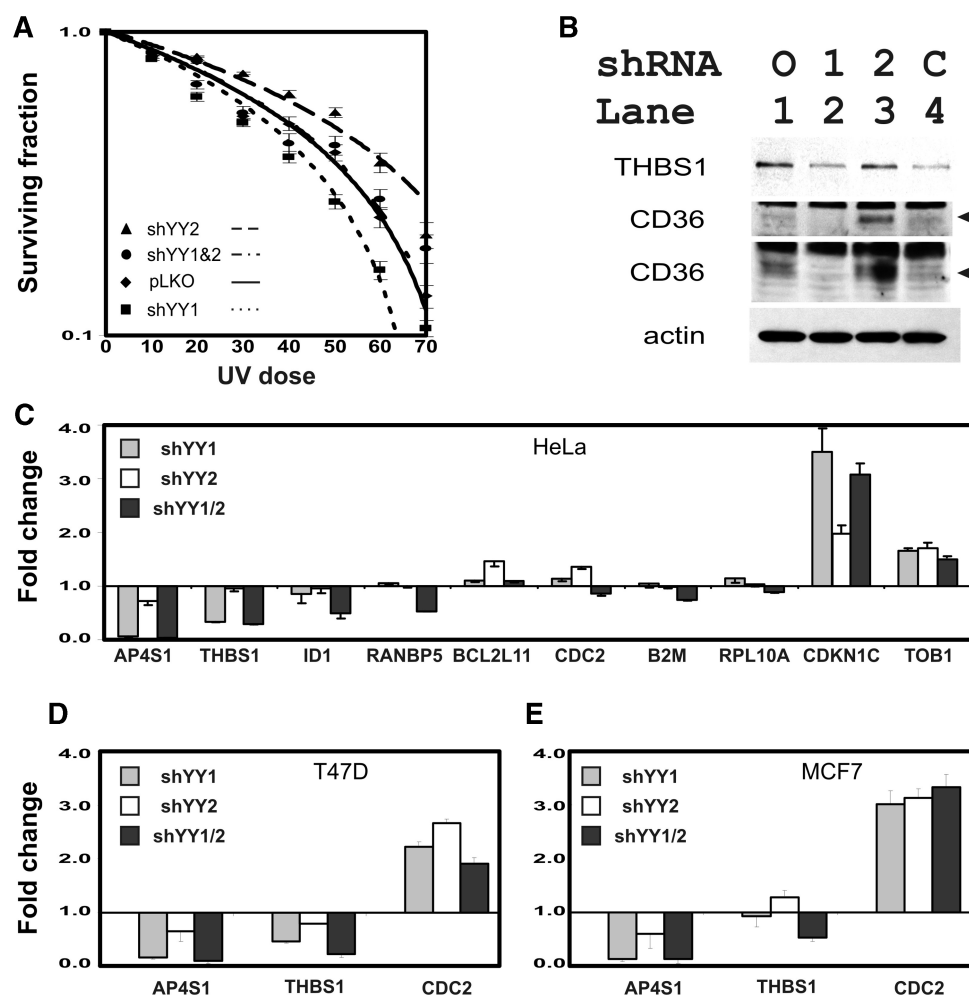 A
1.0
0.1
Surviving fraction
shYY2
shYY1&2
pLKO
shYY1
0 10 20 30 40 50 60 70
UV dose
B
shRNA O 1 2 C
Lane 1 2 3 4
THBS1
CD36
CD36
actin
C
HeLa
shYY1
shYY2
shYY1/2
Fold change
4.0
3.0
2.0
1.0
0.0
AP4S1 THBS1 ID1 RANBP5 BCL2L11 CDC2 B2M RPL10A CDKN1C TOB1
D
T47D
shYY1
shYY2
shYY1/2
Fold change
4.0
3.0
2.0
1.0
0.0
AP4S1 THBS1 CDC2
E
MCF7
shYY1
shYY2
shYY1/2
Fold change
4.0
3.0
2.0
1.0
0.0
AP4S1 THBS1 CDC2